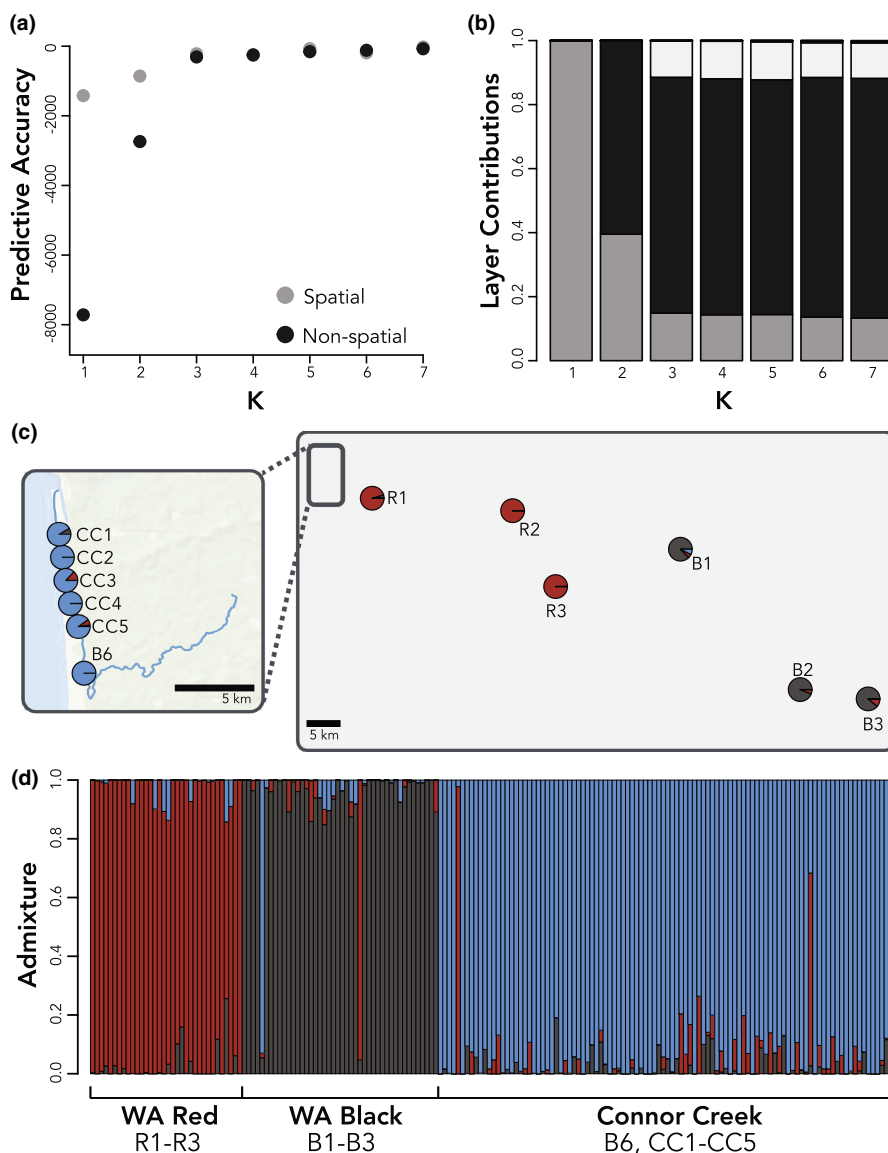 (a)
Predictive Accuracy
0
-2000
-4000
-6000
-8000
Spatial
Non-spatial
1 2 3 4 5 6 7
K
(b)
Layer Contributions
1.0
0.8
0.6
0.4
0.2
0.0
1 2 3 4 5 6 7
K
(c)
CC1
CC2
CC3
CC4
CC5
B6
5 km
R1
R2
R3
B1
B2
B3
5 km
(d)
Admixture
1.0
0.8
0.6
0.4
0.2
0.0
WA Red
R1-R3
WA Black
B1-B3
Connor Creek
B6, CC1-CC5